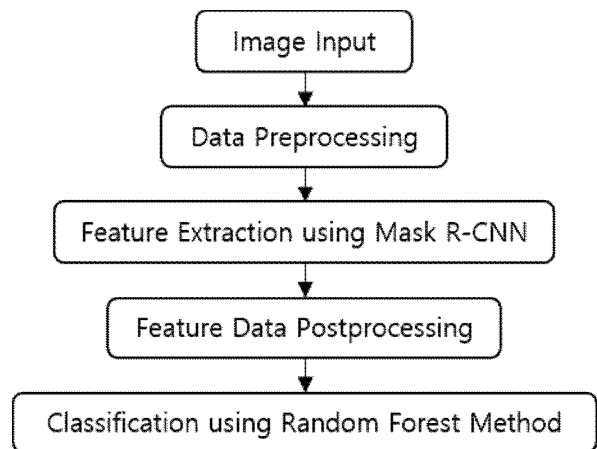 Image Input
Data Preprocessing
Feature Extraction using Mask R-CNN
Feature Data Postprocessing
Classification using Random Forest Method